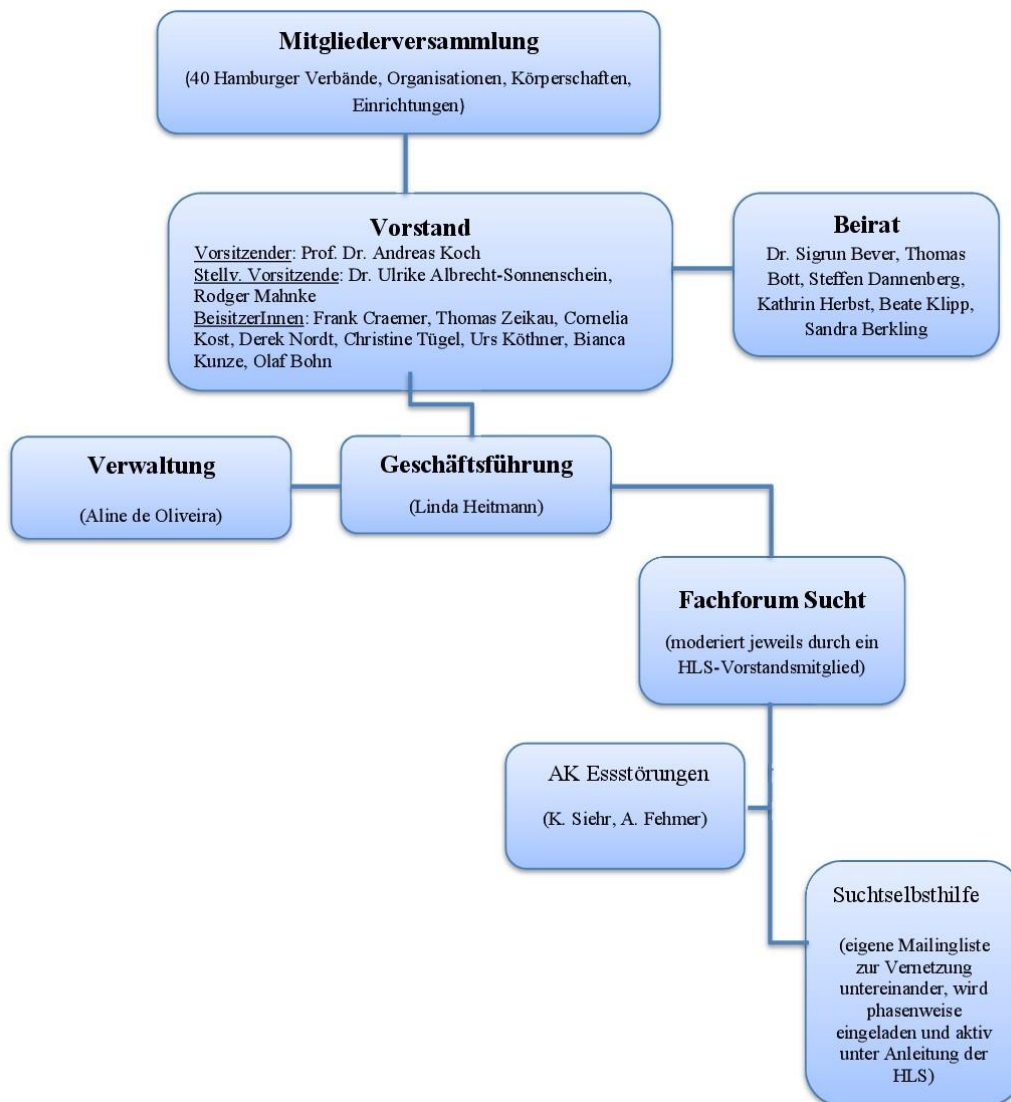 Mitgliederversammlung
(40 Hamburger Verbände, Organisationen, Körperschaften,
Einrichtungen)
Vorstand
Vorsitzender: Prof. Dr. Andreas Koch
Stellv. Vorsitzende: Dr. Ulrike Albrecht-Sonnenschein,
Rodger Mahnke
BeisitzerInnen: Frank Craemer, Thomas Zeikau, Cornelia
Kost, Derek Nordt, Christine Tügel, Urs Köthner, Bianca
Kunze, Olaf Bohn
Beirat
Dr. Sigrun Bever, Thomas
Bott, Steffen Dannenberg,
Kathrin Herbst, Beate Klipp,
Sandra Berkling
Verwaltung
(Aline de Oliveira)
Geschäftsführung
(Linda Heitmann)
Fachforum Sucht
(moderiert jeweils durch ein
HLS-Vorstandsmitglied)
AK Essstörungen
(K. Siehr, A. Fehmer)
Suchtselbsthilfe
(eigene Mailingliste
zur Vernetzung
untereinander, wird
phasenweise
eingeladen und aktiv
unter Anleitung der
HLS)